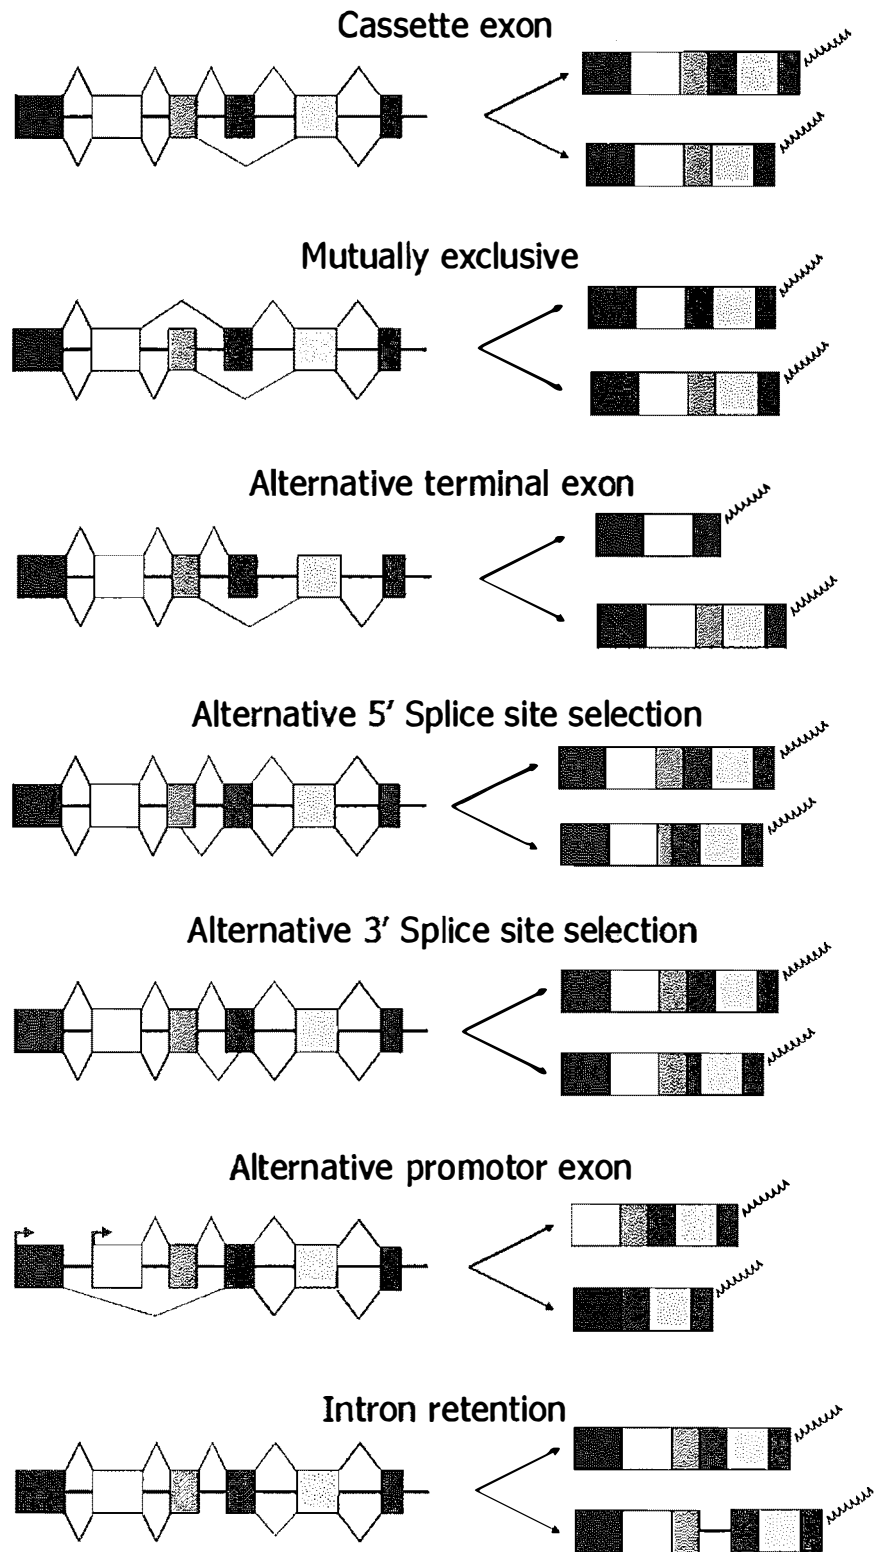 Cassette exon
Mutually exclusive
Alternative terminal exon
Alternative 5′ Splice site selection
Alternative 3′ Splice site selection
Alternative promotor exon
Intron retention